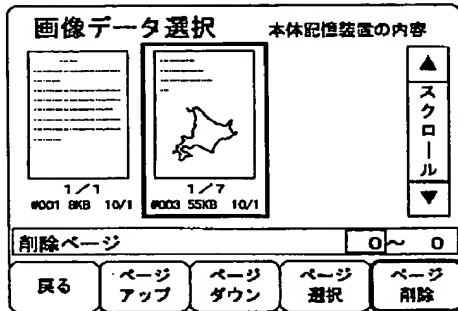 画像データ選択 本体記憶装置の内容
▲
スクロール
▼
1/1 1/7
#001 8KB 10/1 #003 55KB 10/1
削除ページ 0～ 0
戻る ページアップ ページダウン ページ選択 ページ削除